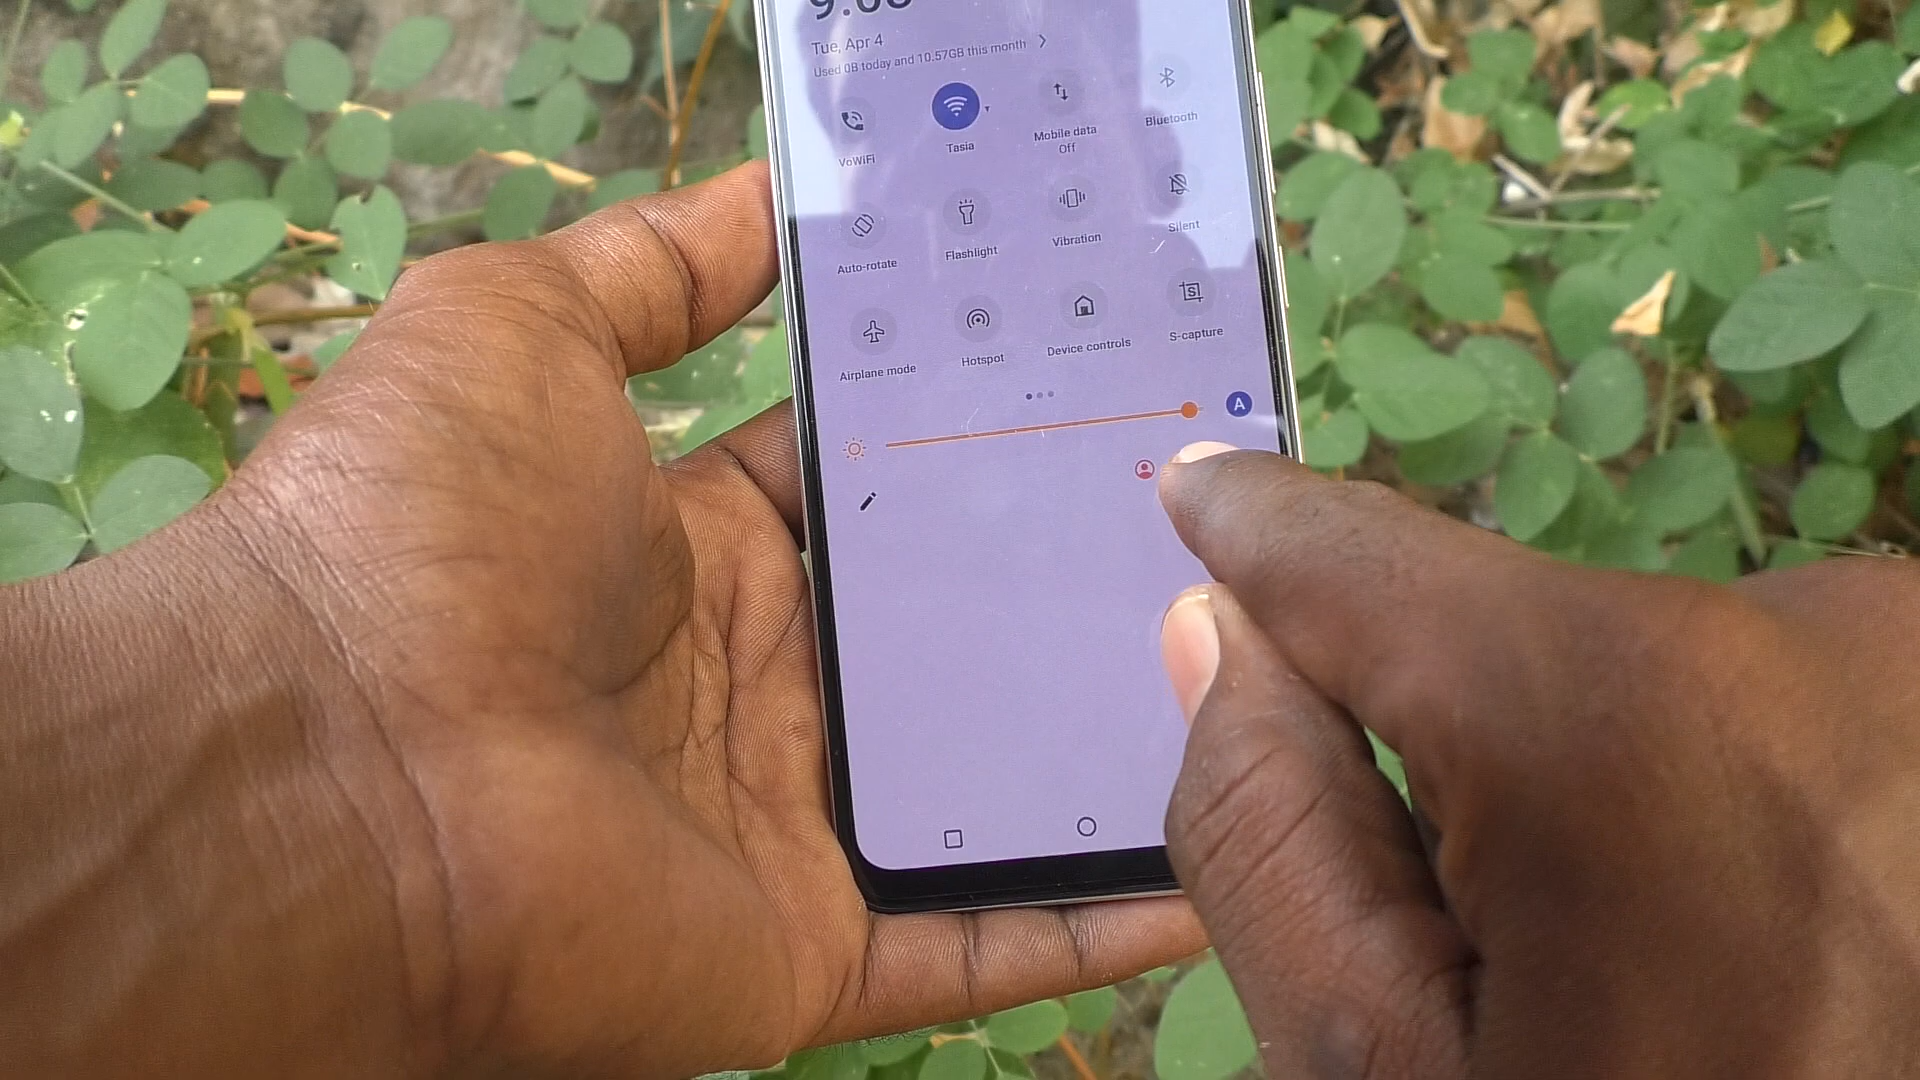 Tue, Apr 4
Used 0B today and 10.57GB this month
VoWiFi
Tasia
Mobile data
Off
Bluetooth
Auto-rotate
Flashlight
Vibration
Silent
Airplane mode
Hotspot
Device controls
S-capture
S
A